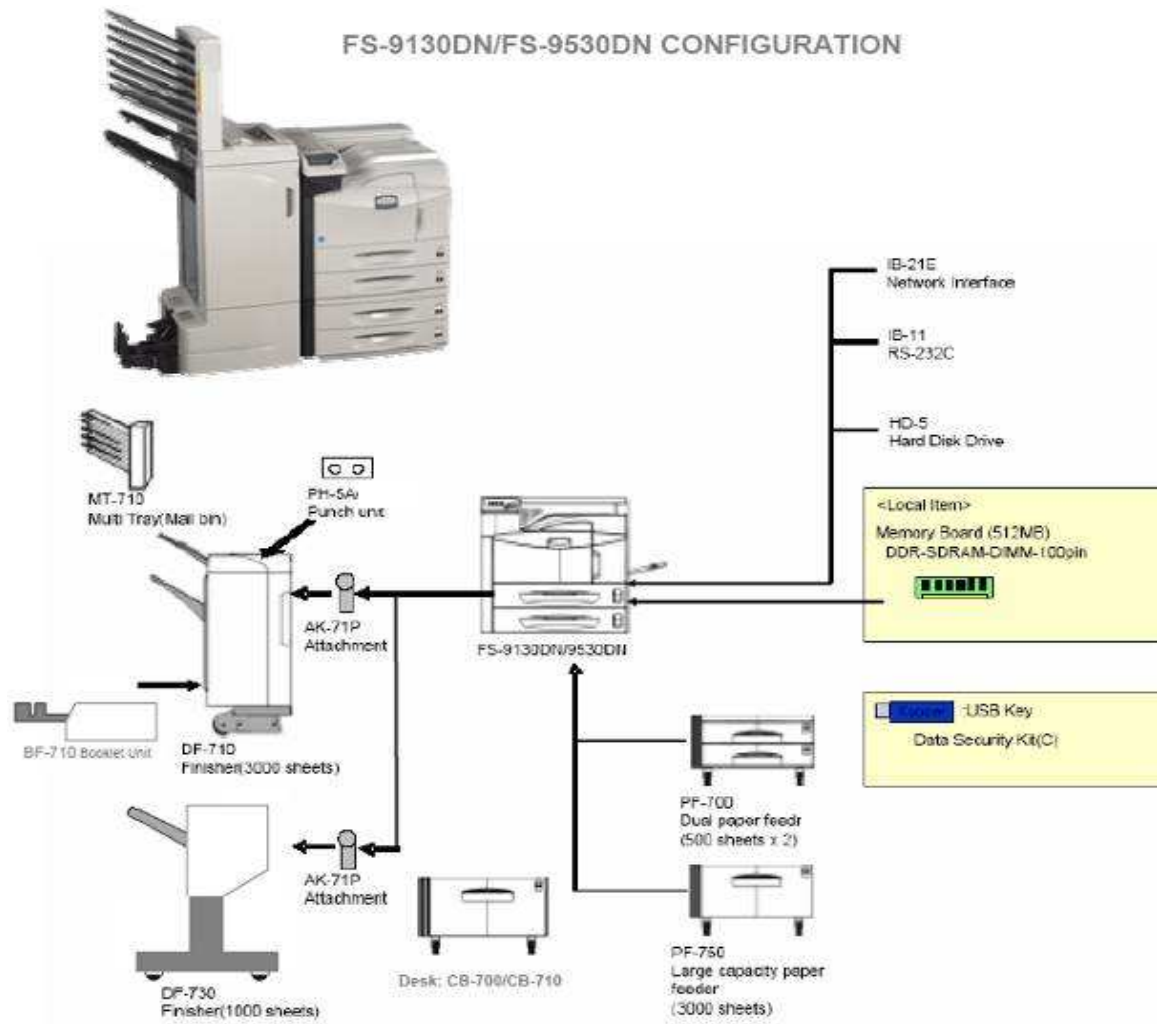 FS-9130DN/FS-9530DN CONFIGURATION
IB-21E
Network Interface
IB-11
RS-232C
HD-5
Hard Disk Drive
<Local Item>
Memory Board (512MB)
DDR-SDRAM-DIMM-100pin
:USB Key
Data Security Kit(C)
MT-710
Multi Tray(Mail bin)
PH-5A/
Punch unit
AK-71P
Attachment
FS-9130DN/9530DN
BF-710 Booklet Unit
DF-710
Finisher(3000 sheets)
PF-700
Dual paper feedr
(500 sheets x 2)
AK-71P
Attachment
DF-730
Finisher(1000 sheets)
Desk: CB-700/CB-710
PF-750
Large capacity paper
feeder
(3000 sheets)